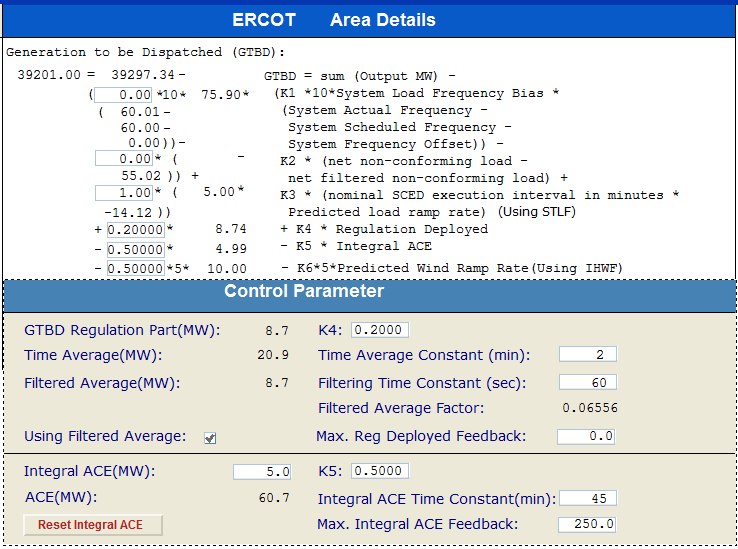 ERCOT Area Details
Generation to be Dispatched (GTBD):
39201.00 = 39297.34 - GTBD = sum (Output MW) -
( 0.00 *10* 75.90* (K1 *10*System Load Frequency Bias *
( 60.01 - (System Actual Frequency -
60.00 - System Scheduled Frequency -
0.00))- System Frequency Offset)) -
0.00* ( - K2 * (net non-conforming load -
55.02 )) + net filtered non-conforming load) +
1.00* ( 5.00* K3 * (nominal SCED execution interval in minutes *
-14.12 )) Predicted load ramp rate) (Using STLF)
+ 0.20000* 8.74 + K4 * Regulation Deployed
- 0.50000* 4.99 - K5 * Integral ACE
- 0.50000*5* 10.00 - K6*5*Predicted Wind Ramp Rate(Using IHWF)
Control Parameter
GTBD Regulation Part(MW): 8.7 K4: 0.2000
Time Average(MW): 20.9 Time Average Constant (min): 2
Filtered Average(MW): 8.7 Filtering Time Constant (sec): 60
Filtered Average Factor: 0.06556
Using Filtered Average: Max. Reg Deployed Feedback: 0.0
Integral ACE(MW): 5.0 K5: 0.5000
ACE(MW): 60.7 Integral ACE Time Constant(min): 45
Reset Integral ACE Max. Integral ACE Feedback: 250.0